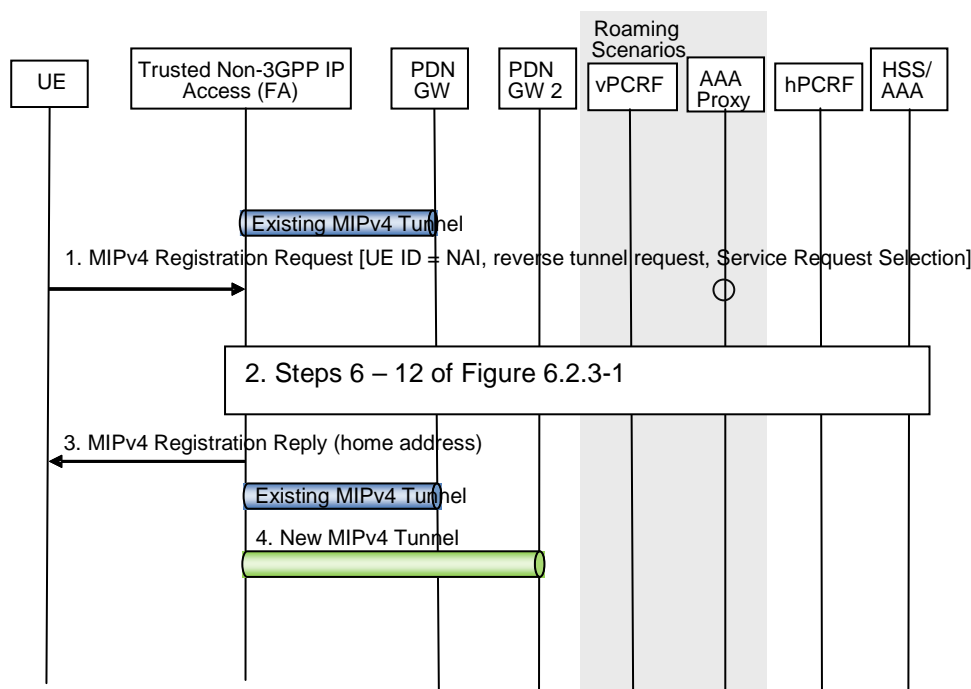 Roaming
Scenarios
UE
Trusted Non-3GPP IP
Access (FA)
PDN
GW
PDN
GW 2
vPCRF
AAA
Proxy
hPCRF
HSS/
AAA
Existing MIPv4 Tunnel
1. MIPv4 Registration Request [UE ID = NAI, reverse tunnel request, Service Request Selection]
2. Steps 6 – 12 of Figure 6.2.3-1
3. MIPv4 Registration Reply (home address)
Existing MIPv4 Tunnel
4. New MIPv4 Tunnel